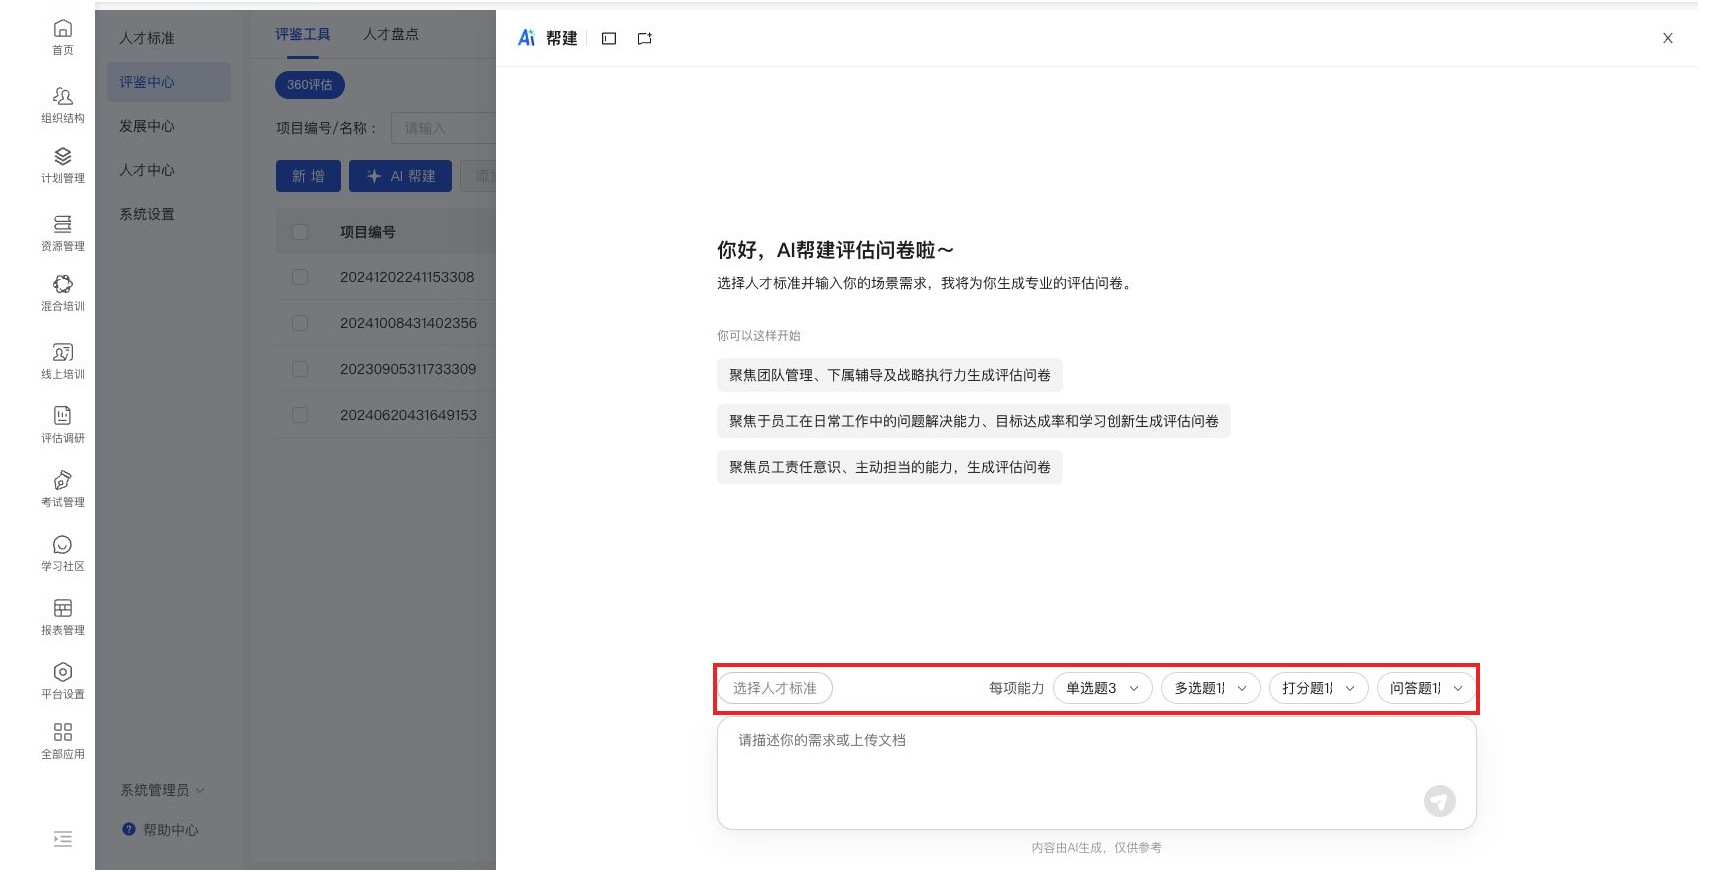 首页
组织结构
计划管理
资源管理
混合培训
线上培训
评估调研
考试管理
学习社区
报表管理
平台设置
全部应用
人才标准
评鉴中心
发展中心
人才中心
系统设置
系统管理员
帮助中心
评鉴工具 人才盘点
360评估
项目编号/名称： 请输入
新 增 AI 帮建
项目编号
20241202241153308
20241008431402356
20230905311733309
20240620431649153
Ai 帮建 X
你好，AI帮建评估问卷啦～
选择人才标准并输入你的场景需求，我将为你生成专业的评估问卷。
你可以这样开始
聚焦团队管理、下属辅导及战略执行力生成评估问卷
聚焦于员工在日常工作中的问题解决能力、目标达成率和学习创新生成评估问卷
聚焦员工责任意识、主动担当的能力，生成评估问卷
选择人才标准 每项能力 单选题3 多选题1 打分题1 问答题1
请描述你的需求或上传文档
内容由AI生成，仅供参考